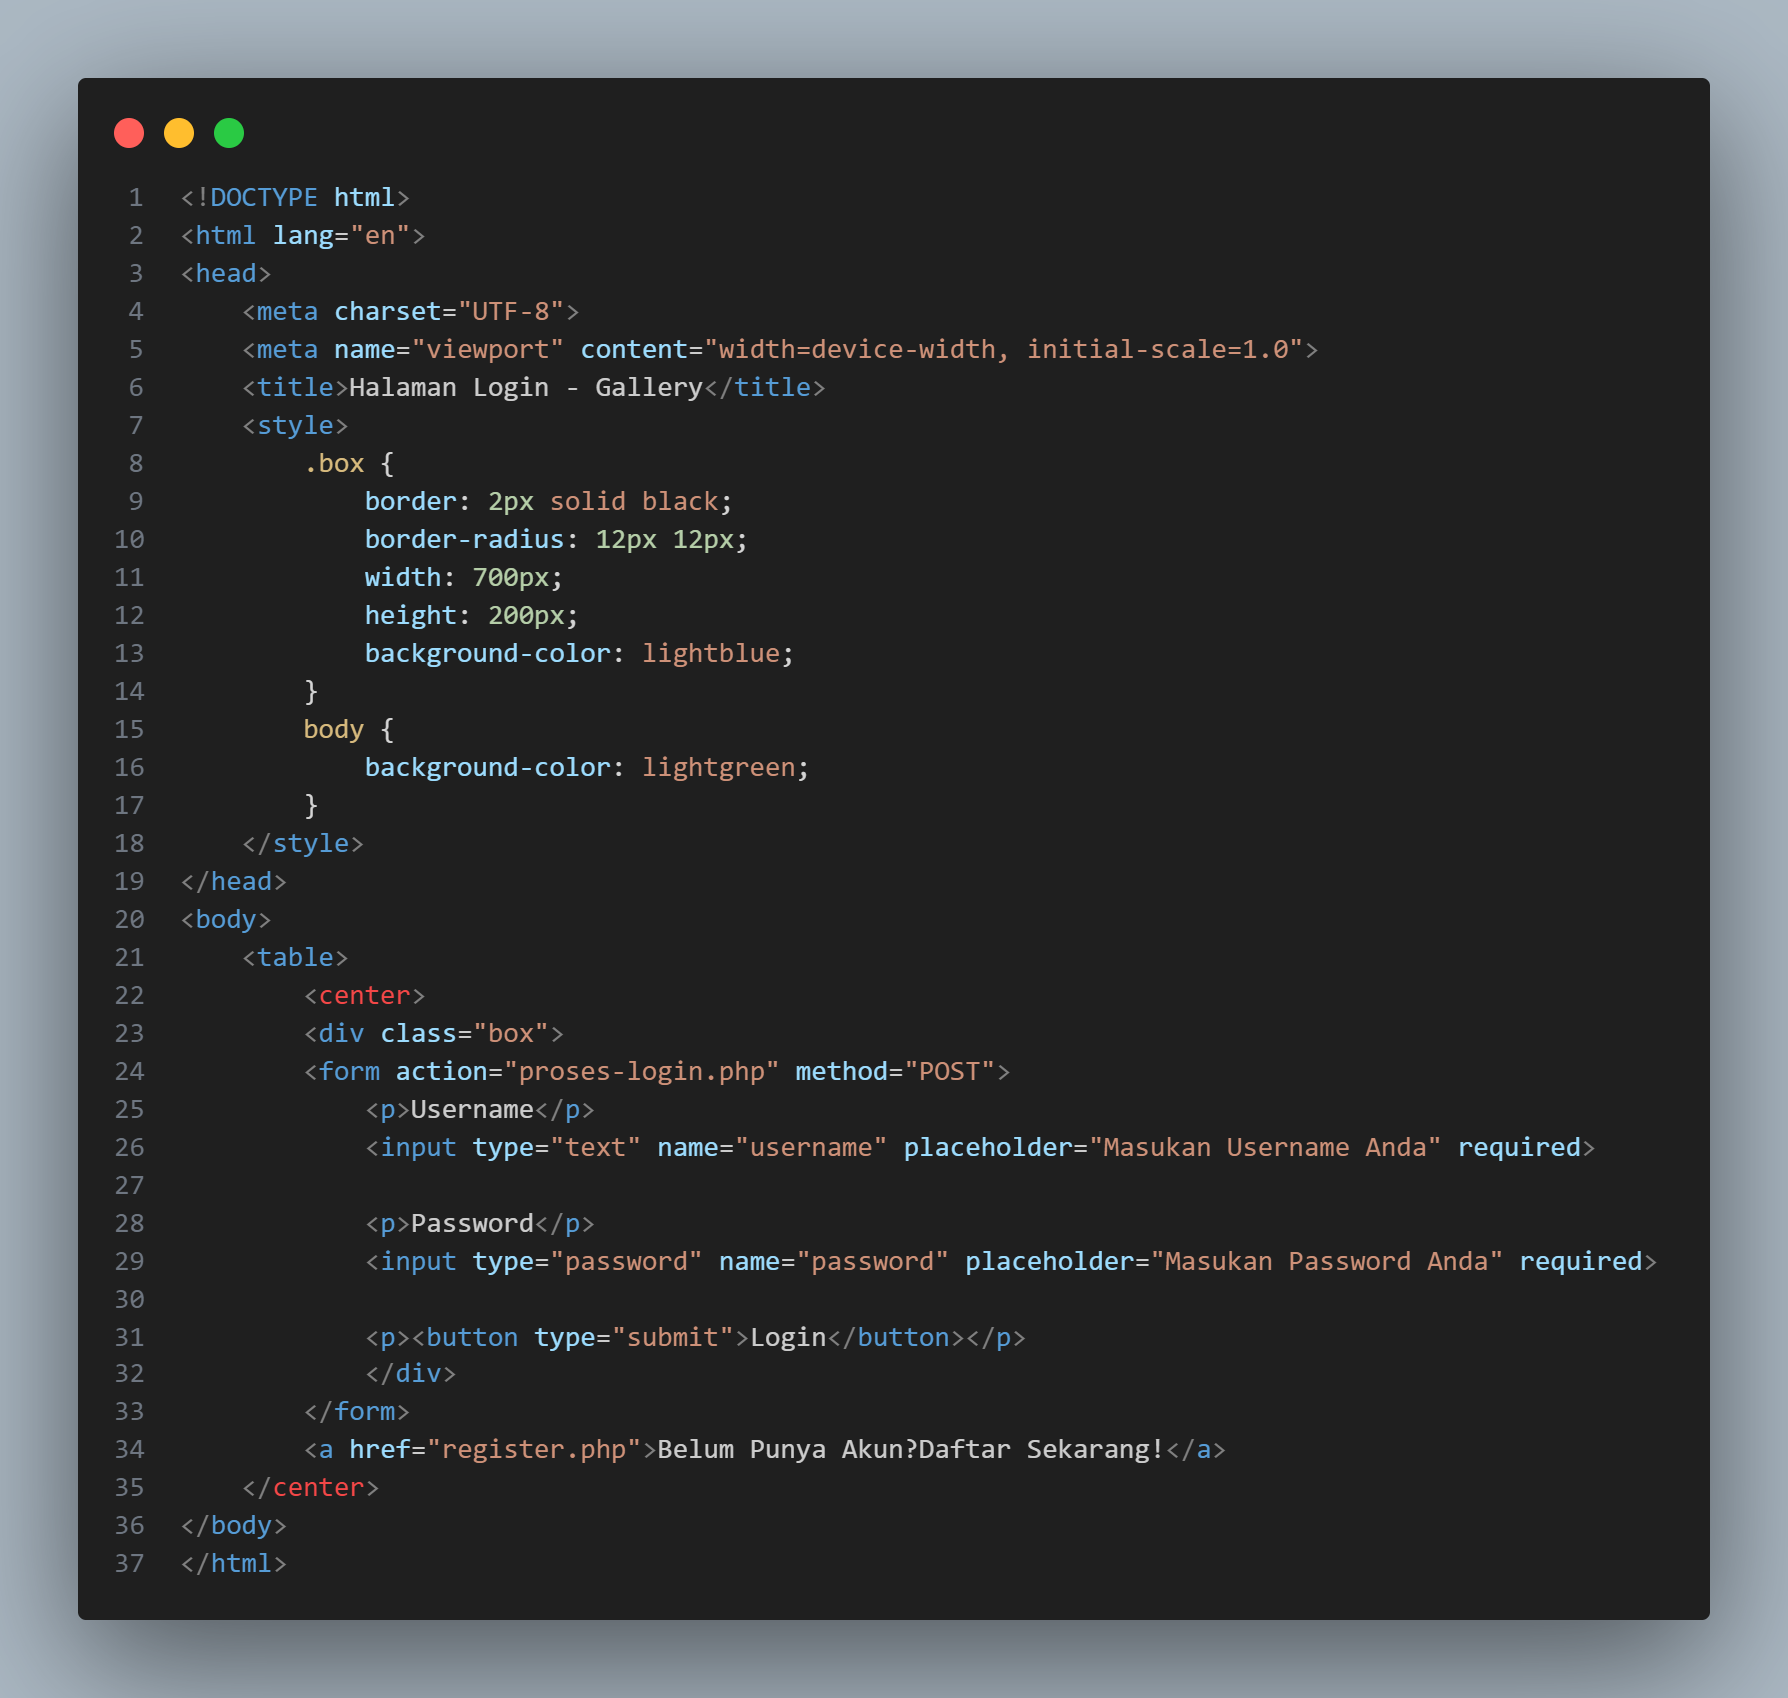 1 <!DOCTYPE html>
2 <html lang="en">
3 <head>
4     <meta charset="UTF-8">
5     <meta name="viewport" content="width=device-width, initial-scale=1.0">
6     <title>Halaman Login - Gallery</title>
7     <style>
8         .box {
9             border: 2px solid black;
10             border-radius: 12px 12px;
11             width: 700px;
12             height: 200px;
13             background-color: lightblue;
14         }
15         body {
16             background-color: lightgreen;
17         }
18     </style>
19 </head>
20 <body>
21     <table>
22         <center>
23         <div class="box">
24         <form action="proses-login.php" method="POST">
25             <p>Username</p>
26             <input type="text" name="username" placeholder="Masukan Username Anda" required>
27
28             <p>Password</p>
29             <input type="password" name="password" placeholder="Masukan Password Anda" required>
30
31             <p><button type="submit">Login</button></p>
32             </div>
33         </form>
34         <a href="register.php">Belum Punya Akun?Daftar Sekarang!</a>
35     </center>
36 </body>
37 </html>